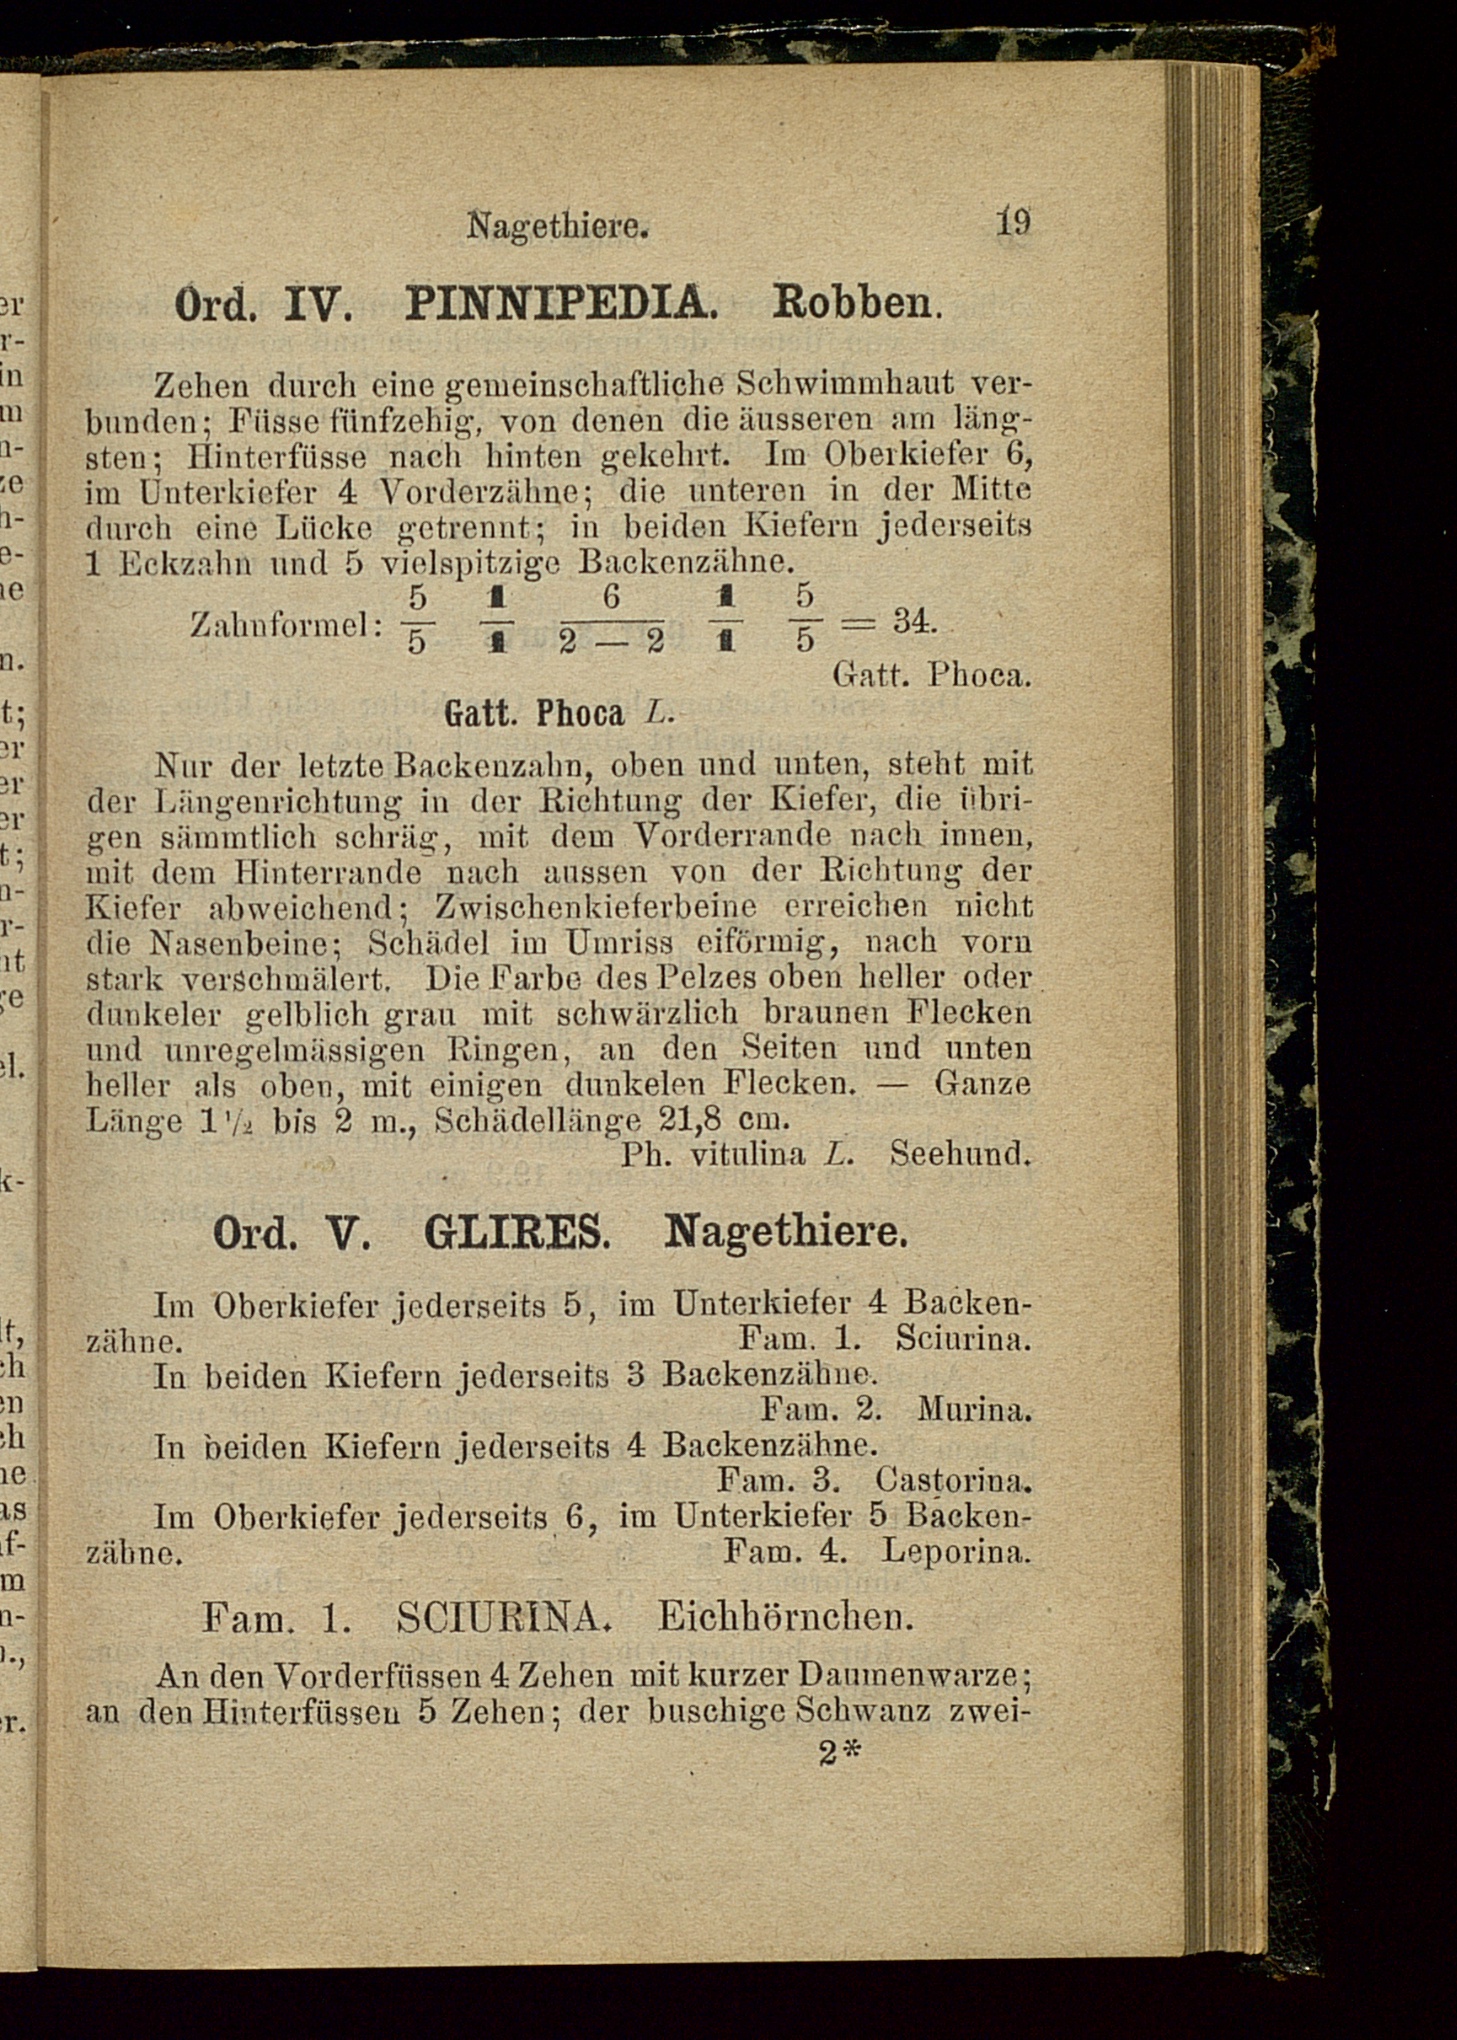 Nagethiere. 19
Ord. IV. PINNIPEDIA. Robben.
Zehen durch eine gemeinschaftliche Schwimmhaut ver-
bunden; Füsse fünfzehig, von denen die äusseren am läng-
sten; Hinterfüsse nach hinten gekehrt. Im Oberkiefer 6,
im Unterkiefer 4 Vorderzähne; die unteren in der Mitte
durch eine Lücke getrennt; in beiden Kiefern jederseits
1 Eckzahn und 5 vielspitzige Backenzähne.
5 1 6 1 5
Zahnformel: — — — — — = 34.
5 1 2 — 2 1 5
Gatt. Phoca.
Gatt. Phoca L.
Nur der letzte Backenzahn, oben und unten, steht mit
der Längenrichtung in der Richtung der Kiefer, die übri-
gen sämmtlich schräg, mit dem Vorderrande nach innen,
mit dem Hinterrande nach aussen von der Richtung der
Kiefer abweichend; Zwischenkieferbeine erreichen nicht
die Nasenbeine; Schädel im Umriss eiförmig, nach vorn
stark verschmälert. Die Farbe des Pelzes oben heller oder
dunkeler gelblich grau mit schwärzlich braunen Flecken
und unregelmässigen Ringen, an den Seiten und unten
heller als oben, mit einigen dunkelen Flecken. — Ganze
Länge 1 1/2 bis 2 m., Schädellänge 21,8 cm.
Ph. vitulina L. Seehund.
Ord. V. GLIRES. Nagethiere.
Im Oberkiefer jederseits 5, im Unterkiefer 4 Backen-
zähne. Fam. 1. Sciurina.
In beiden Kiefern jederseits 3 Backenzähne.
Fam. 2. Murina.
In beiden Kiefern jederseits 4 Backenzähne.
Fam. 3. Castorina.
Im Oberkiefer jederseits 6, im Unterkiefer 5 Backen-
zähne. Fam. 4. Leporina.
Fam. 1. SCIURINA. Eichhörnchen.
An den Vorderfüssen 4 Zehen mit kurzer Daumenwarze;
an den Hinterfüssen 5 Zehen; der buschige Schwanz zwei-
2*